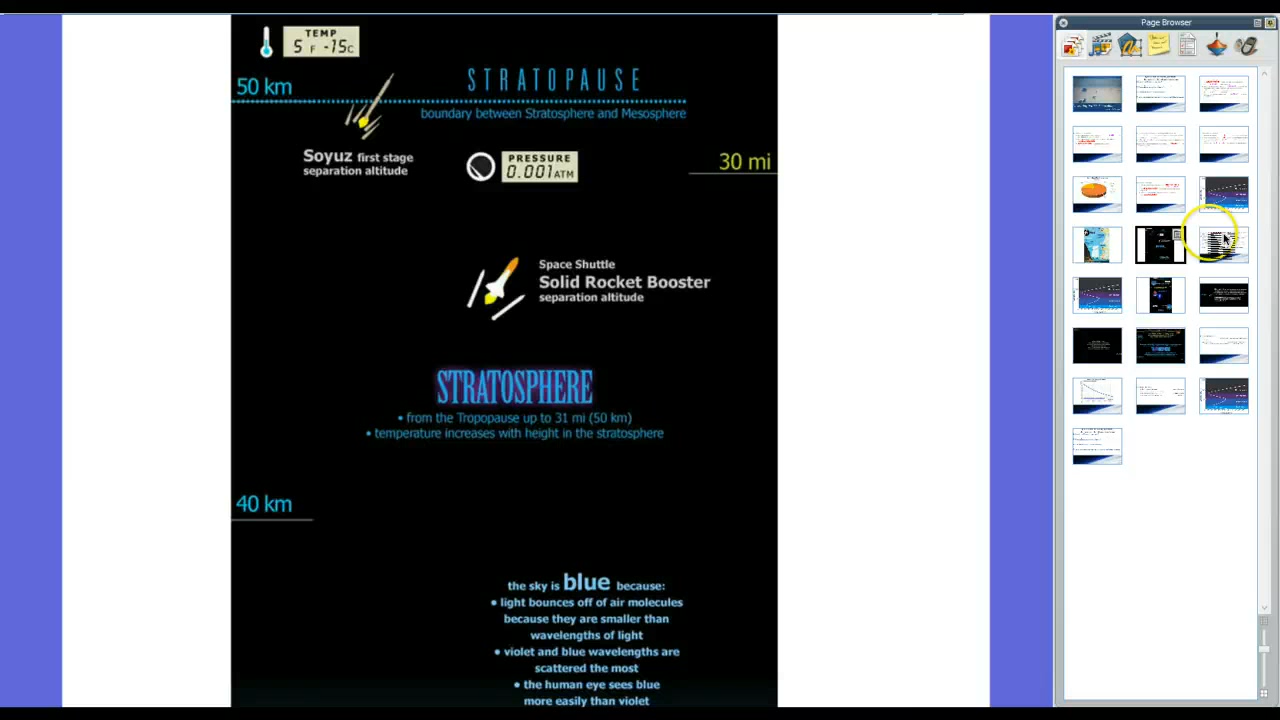 Page Browser
TEMP
5 F -15C
50 km
STRATOPAUSE
boundary between Stratosphere and Mesosphere
Soyuz first stage
separation altitude
PRESSURE
0.001 ATM
30 mi
Space Shuttle
Solid Rocket Booster
separation altitude
STRATOSPHERE
• from the Tropopause up to 31 mi (50 km)
• temperature increases with height in the stratosphere
40 km
the sky is blue because:
• light bounces off of air molecules
because they are smaller than
wavelengths of light
• violet and blue wavelengths are
scattered the most
• the human eye sees blue
more easily than violet